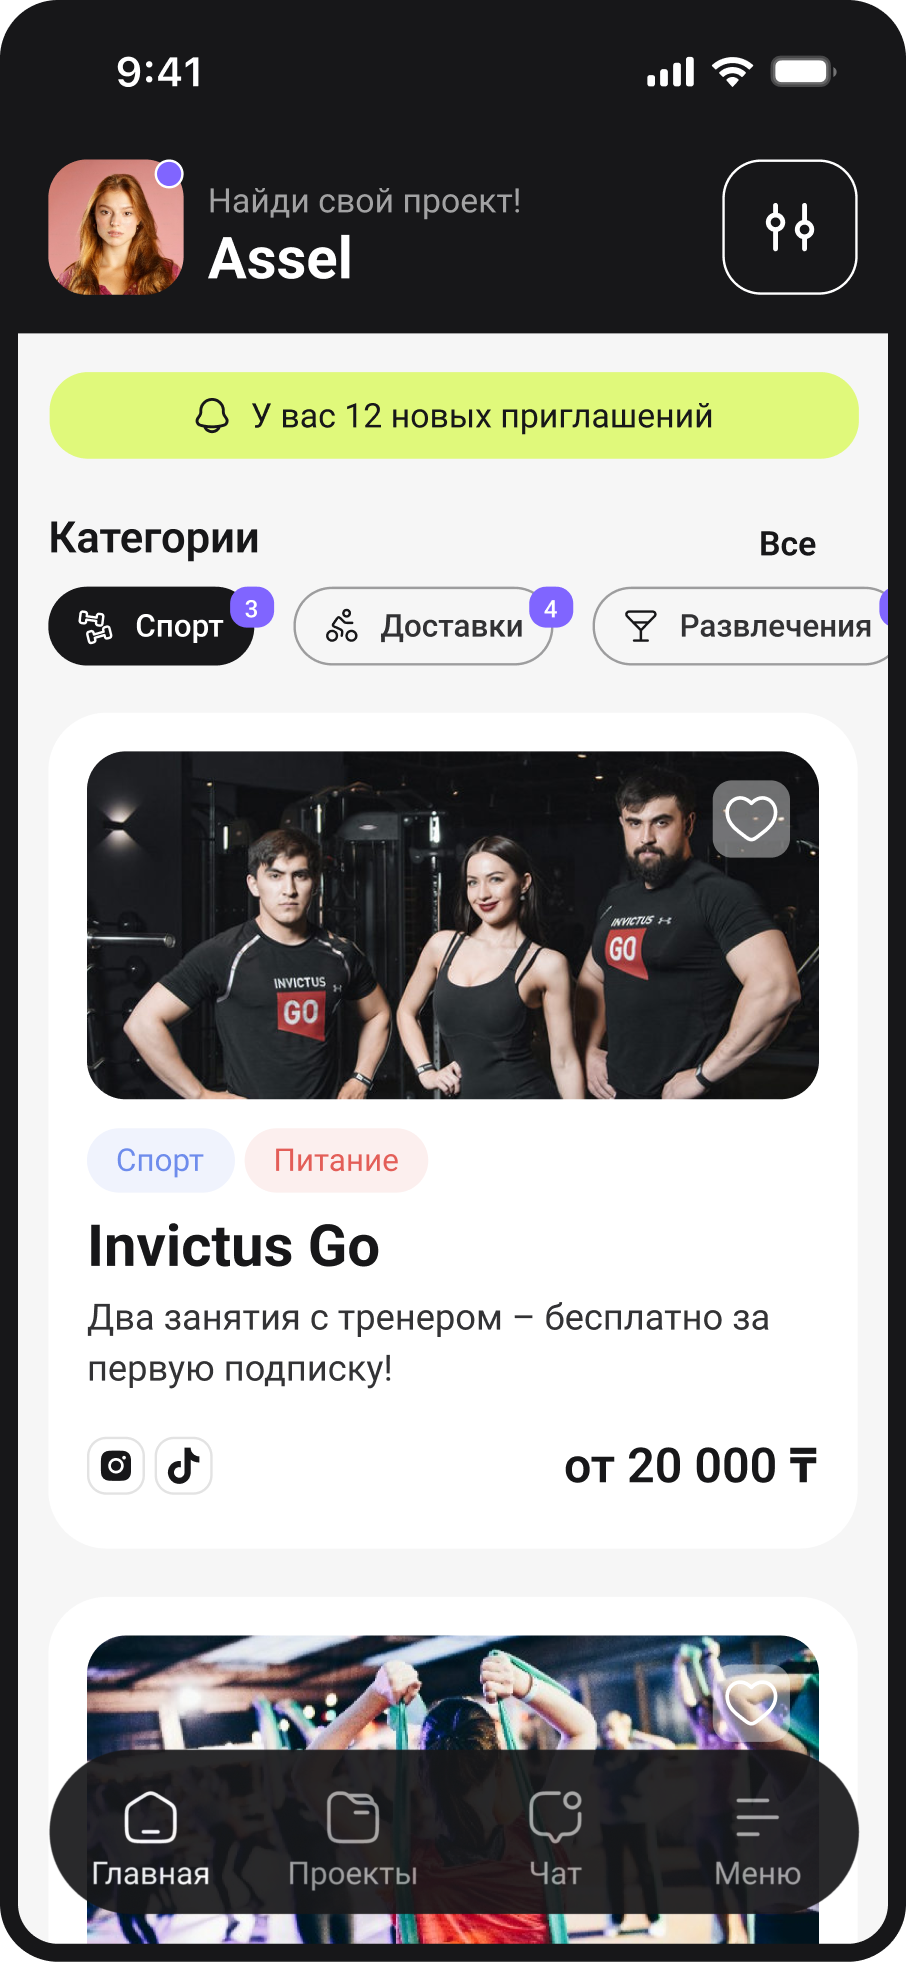 9:41
Найди свой проект!
Assel
У вас 12 новых приглашений
Категории
Все
Спорт 3
Доставки 4
Развлечения
INVICTUS
GO
INVICTUS
GO
Спорт
Питание
Invictus Go
Два занятия с тренером – бесплатно за
первую подписку!
от 20 000 ₸
Главная
Проекты
Чат
Меню